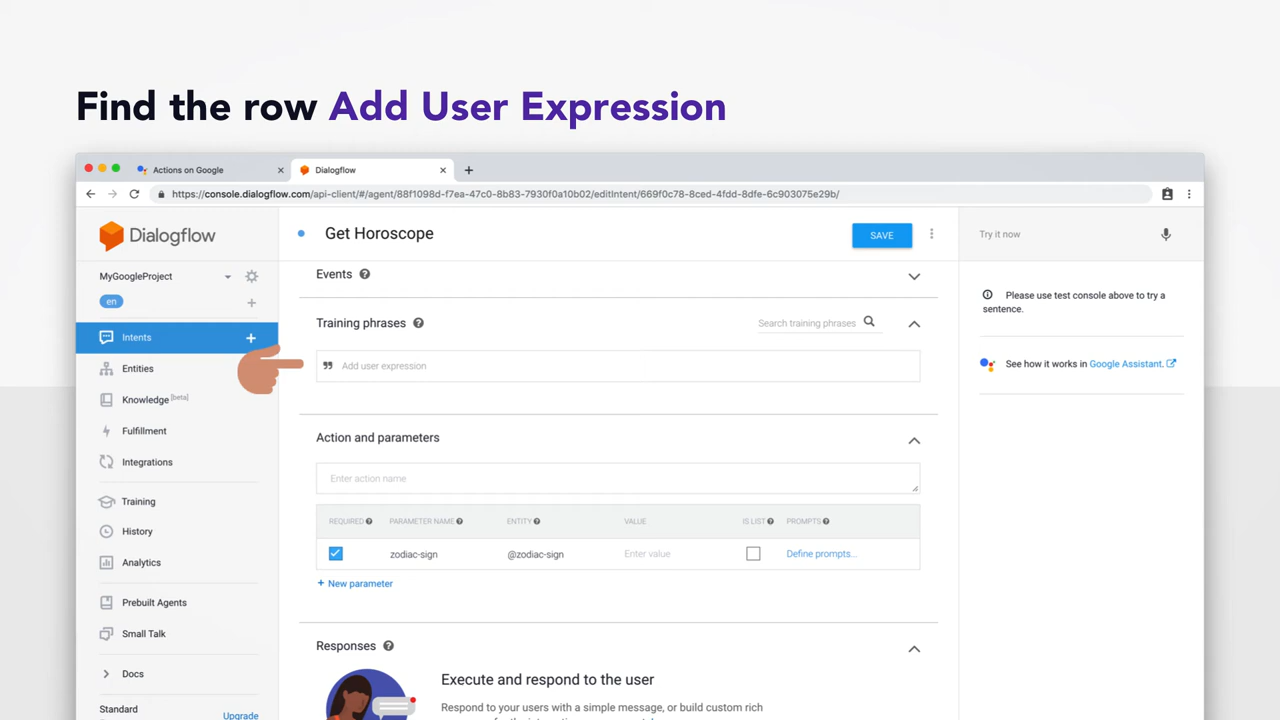 Find the row Add User Expression
Actions on Google
Dialogflow
https://console.dialogflow.com/api-client/#/agent/88f1098d-f7ea-47c0-8b83-7930f0a10b02/editIntent/669f0c78-8ced-4fdd-8dfe-6c903075e29b/
Dialogflow
Get Horoscope
SAVE
Try it now
MyGoogleProject
en
Events
Please use test console above to try a
sentence.
Training phrases
Search training phrases
Intents
See how it works in Google Assistant.
Add user expression
Entities
Knowledge [beta]
Fulfillment
Action and parameters
Integrations
Enter action name
Training
REQUIRED PARAMETER NAME ENTITY VALUE IS LIST PROMPTS
History
zodiac-sign @zodiac-sign Enter value Define prompts...
Analytics
+ New parameter
Prebuilt Agents
Small Talk
Responses
Docs
Execute and respond to the user
Standard
Upgrade
Respond to your users with a simple message, or build custom rich